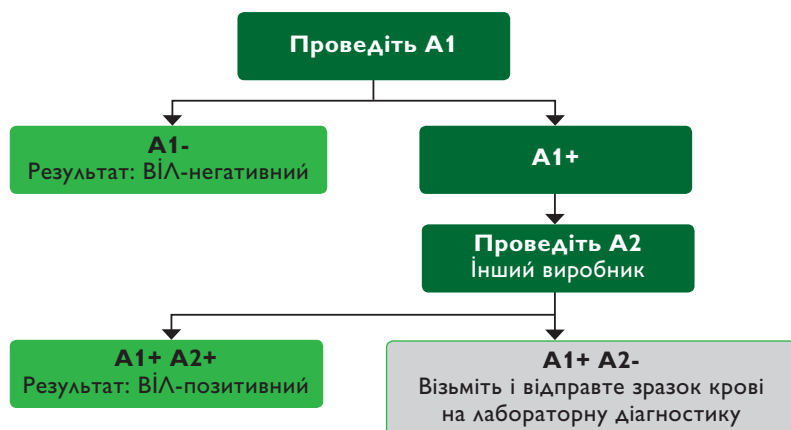 Проведіть А1
А1-
Результат: ВІЛ-негативний
А1+
Проведіть А2
Інший виробник
А1+ А2+
Результат: ВІЛ-позитивний
А1+ А2-
Візьміть і відправте зразок крові
на лабораторну діагностику